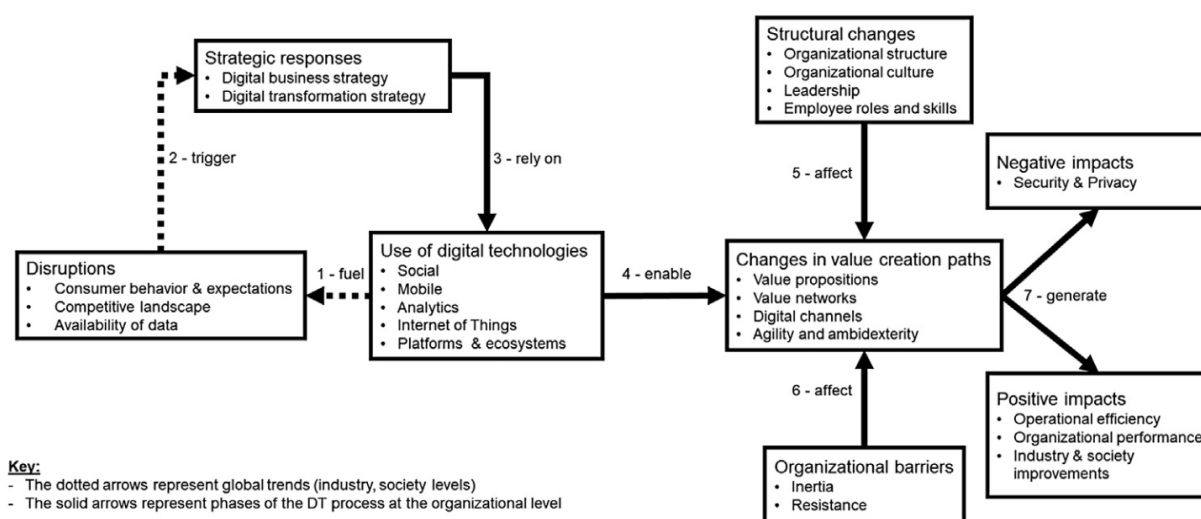 Strategic responses
• Digital business strategy
• Digital transformation strategy
2 - trigger
3 - rely on
Disruptions
• Consumer behavior & expectations
• Competitive landscape
• Availability of data
1 - fuel
Use of digital technologies
• Social
• Mobile
• Analytics
• Internet of Things
• Platforms & ecosystems
4 - enable
Structural changes
• Organizational structure
• Organizational culture
• Leadership
• Employee roles and skills
5 - affect
Changes in value creation paths
• Value propositions
• Value networks
• Digital channels
• Agility and ambidexterity
6 - affect
Organizational barriers
• Inertia
• Resistance
7 - generate
Negative impacts
• Security & Privacy
Positive impacts
• Operational efficiency
• Organizational performance
• Industry & society
improvements
Key:
- The dotted arrows represent global trends (industry, society levels)
- The solid arrows represent phases of the DT process at the organizational level